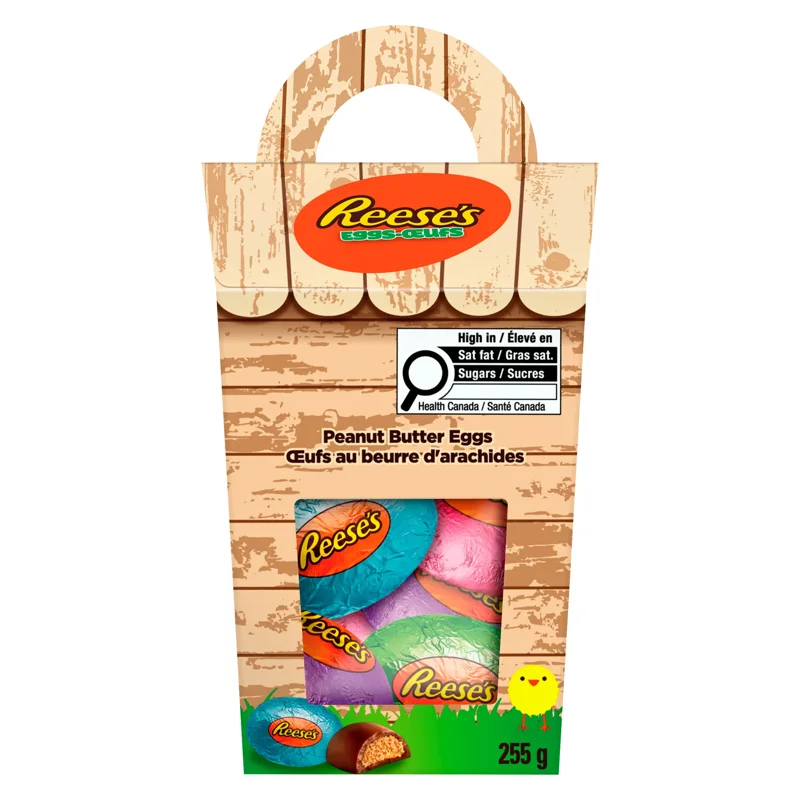 Reese's
EGGS-ŒUFS
High in / Élevé en
Sat fat / Gras sat.
Sugars / Sucres
Health Canada / Santé Canada
Peanut Butter Eggs
Œufs au beurre d'arachides
Reese's
Reese's
Reese's
Reese's
255 g